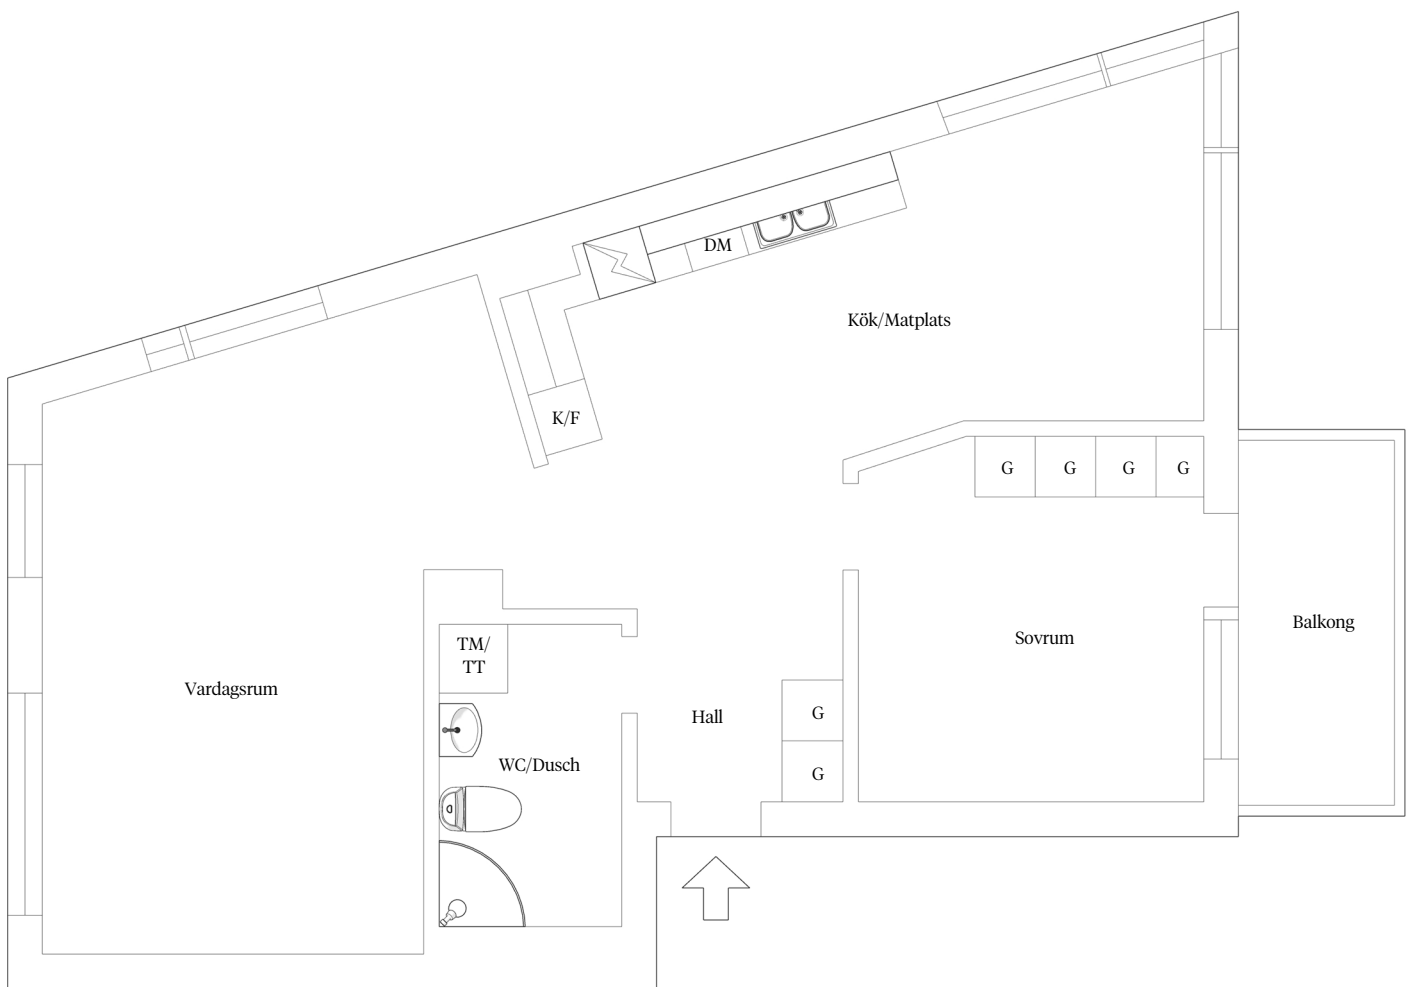 DM
Kök/Matplats
K/F
G G G G
TM/
TT
Sovrum
Balkong
Vardagsrum
Hall
G
WC/Dusch
G